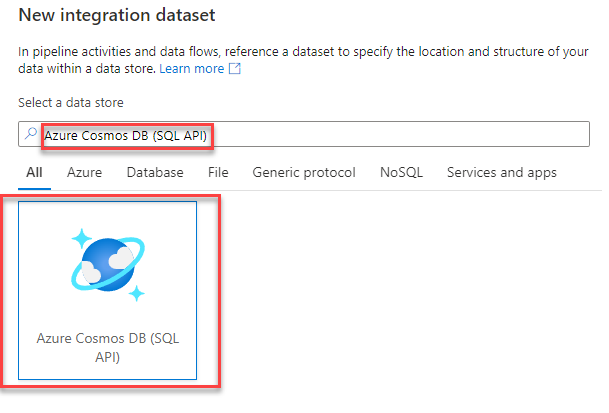 New integration dataset
In pipeline activities and data flows, reference a dataset to specify the location and structure of your
data within a data store. Learn more
Select a data store
Azure Cosmos DB (SQL API)
All Azure Database File Generic protocol NoSQL Services and apps
Azure Cosmos DB (SQL
API)